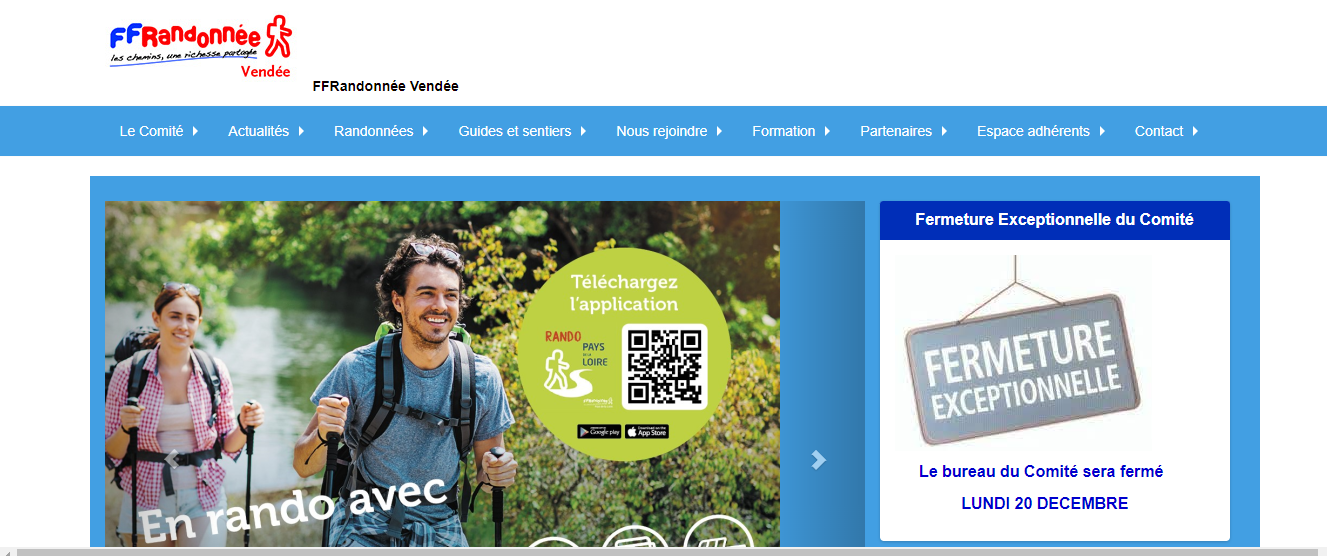 FFRandonnée
les chemins, une richesse partagée
Vendée
FFRandonnée Vendée
Le Comité
Actualités
Randonnées
Guides et sentiers
Nous rejoindre
Formation
Partenaires
Espace adhérents
Contact
Téléchargez
l'application
RANDO
PAYS
LOIRE
Google play
App Store
En rando avec
Fermeture Exceptionnelle du Comité
FERMETURE
EXCEPTIONNELLE
Le bureau du Comité sera fermé
LUNDI 20 DECEMBRE